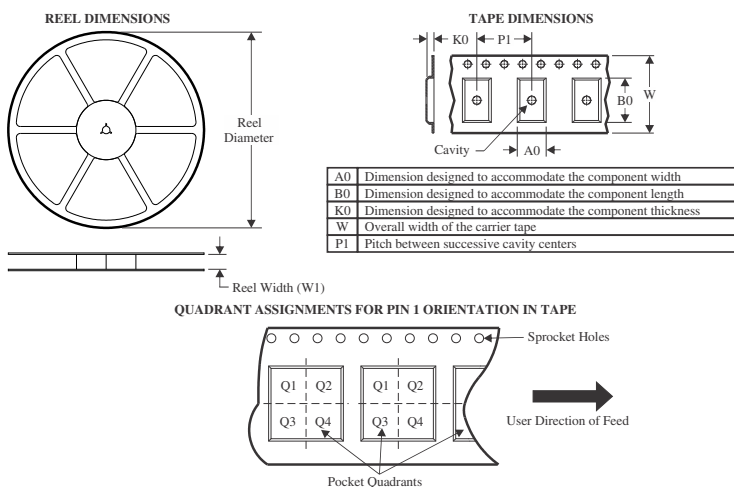 REEL DIMENSIONS
Reel
Diameter
Reel Width (W1)
TAPE DIMENSIONS
K0
P1
B0
W
Cavity
A0
A0 Dimension designed to accommodate the component width
B0 Dimension designed to accommodate the component length
K0 Dimension designed to accommodate the component thickness
W Overall width of the carrier tape
P1 Pitch between successive cavity centers
QUADRANT ASSIGNMENTS FOR PIN 1 ORIENTATION IN TAPE
Sprocket Holes
Q1 Q2 Q1 Q2
Q3 Q4 Q3 Q4
User Direction of Feed
Pocket Quadrants